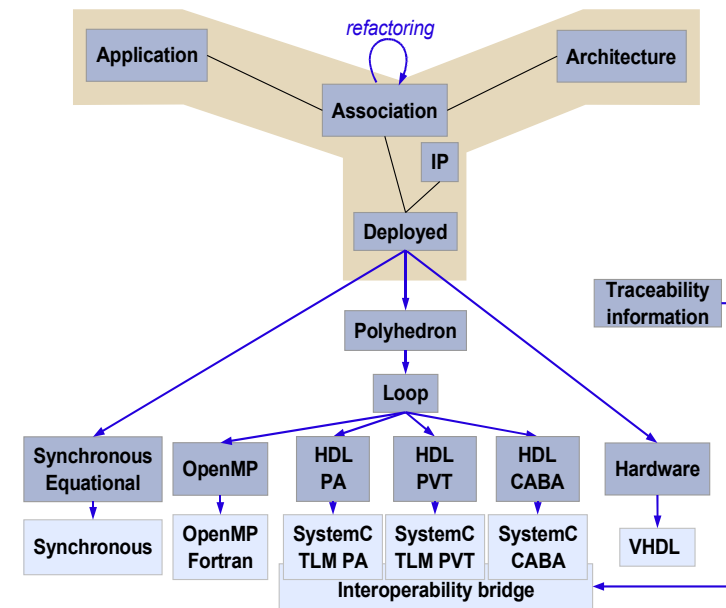 refactoring
Application
Architecture
Association
IP
Deployed
Traceability
information
Polyhedron
Loop
Synchronous
Equational
OpenMP
HDL
PA
HDL
PVT
HDL
CABA
Hardware
Synchronous
OpenMP
Fortran
SystemC
TLM PA
SystemC
TLM PVT
SystemC
CABA
VHDL
Interoperability bridge